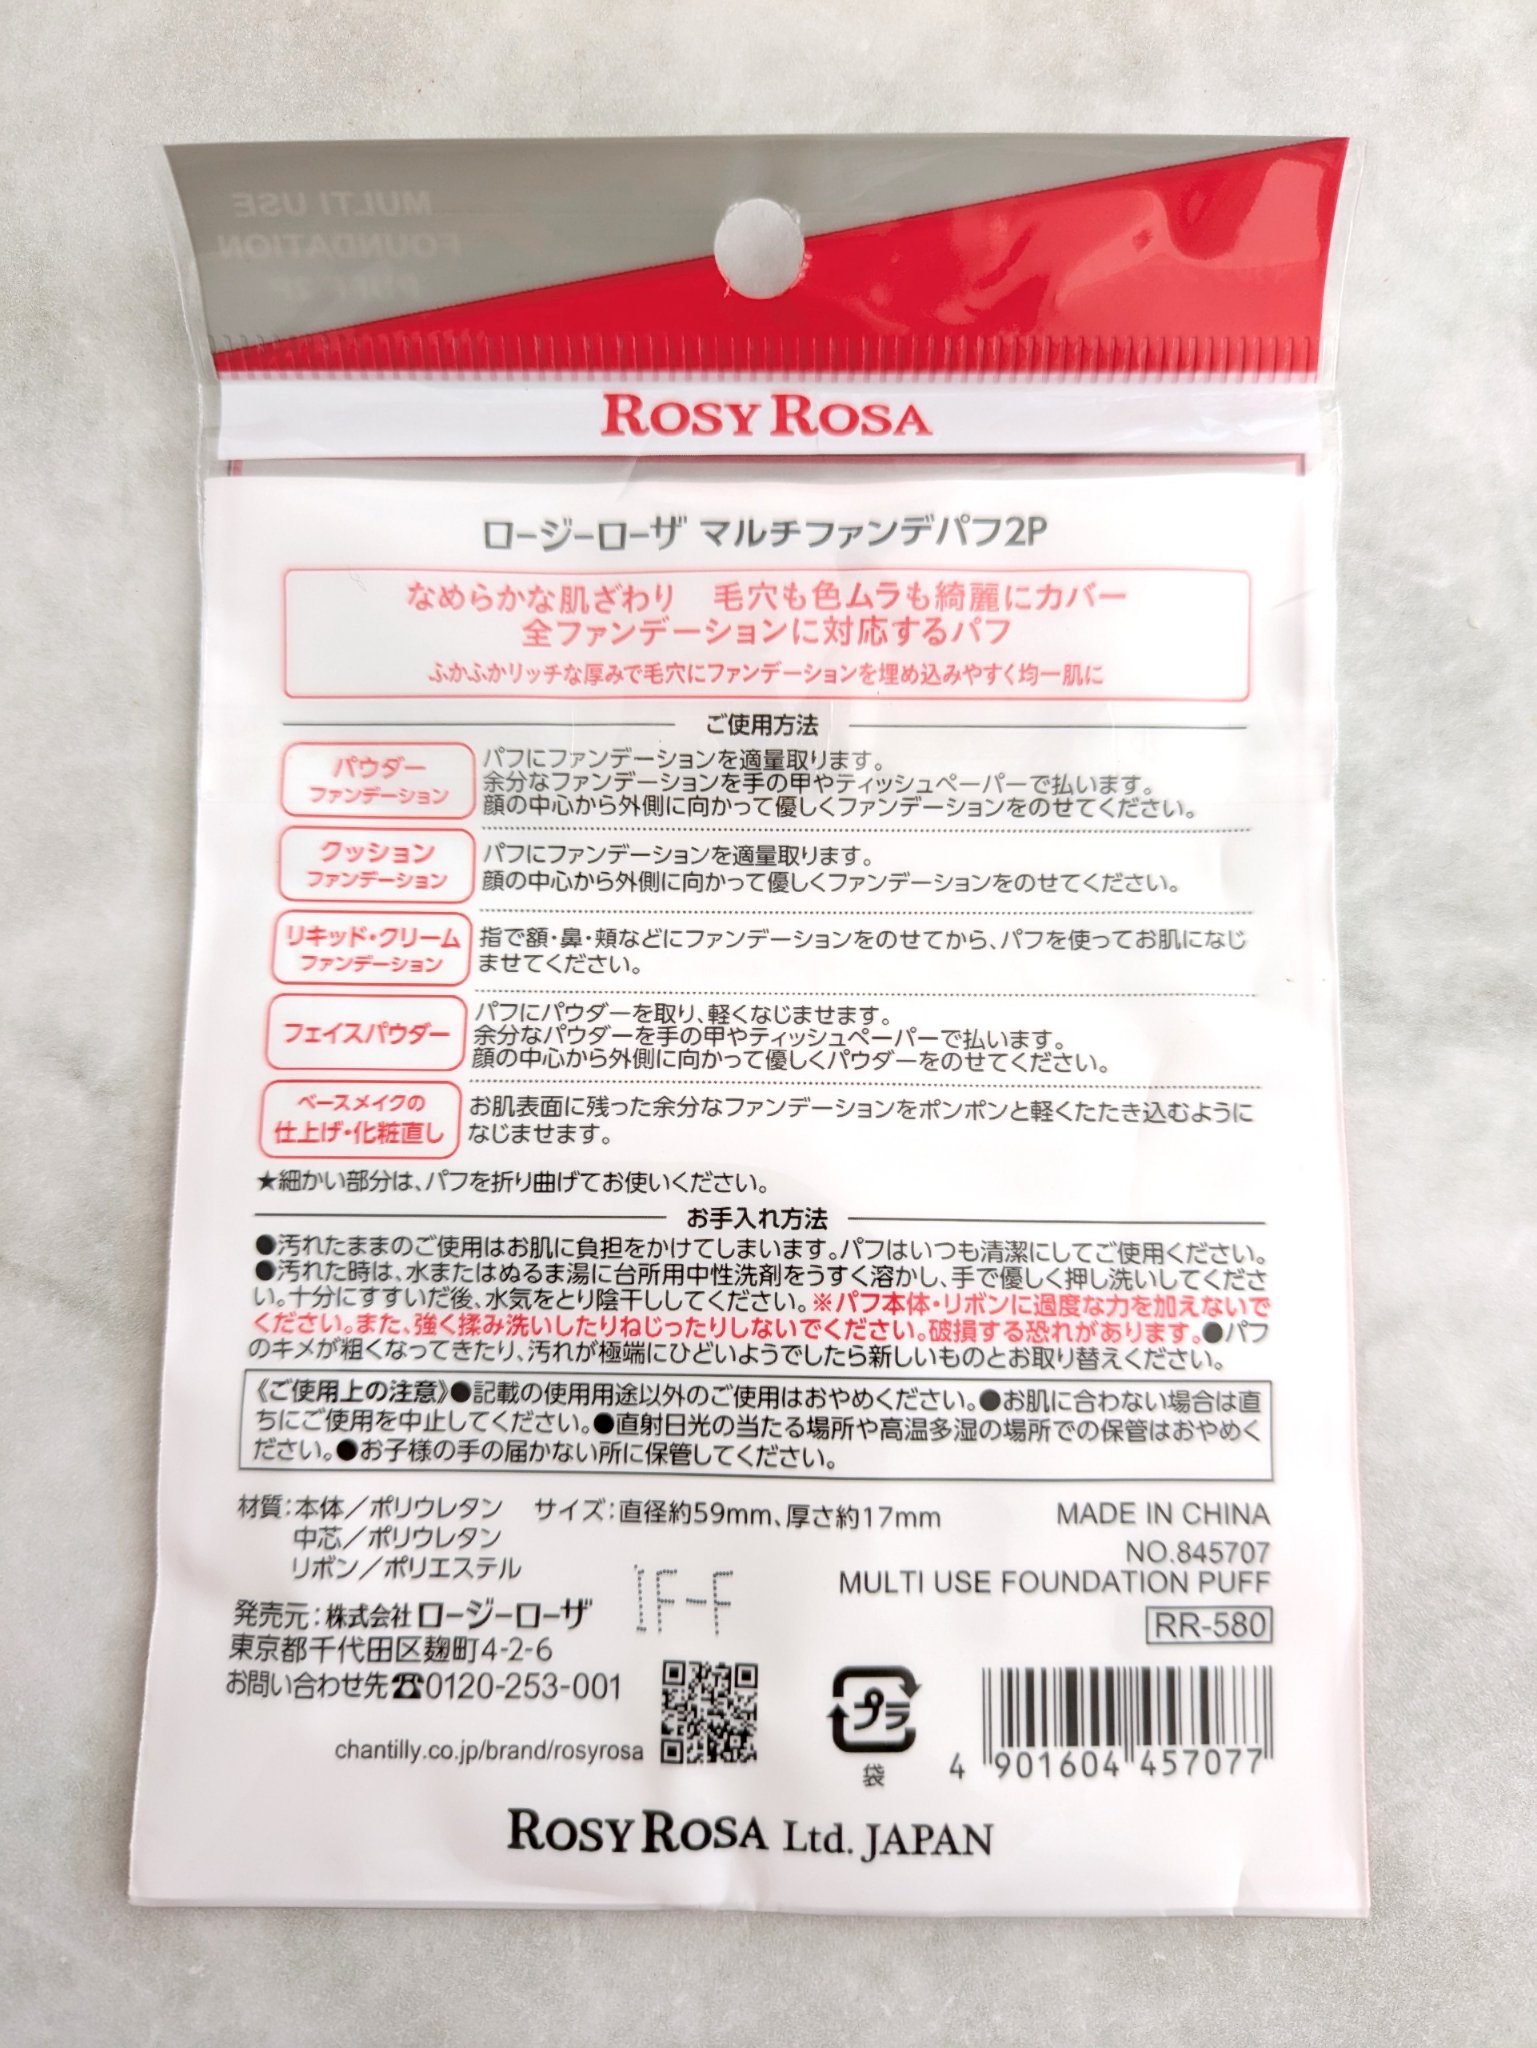 MULTI USE
FOUNDATION
PUFF 2P
ROSY ROSA
ロージーローザ マルチファンデパフ2P
なめらかな肌ざわり 毛穴も色ムラも綺麗にカバー
全ファンデーションに対応するパフ
ふかふかリッチな厚みで毛穴にファンデーションを埋め込みやすく均一肌に
ご使用方法
パウダー
ファンデーション
パフにファンデーションを適量取ります。
余分なファンデーションを手の甲やティッシュペーパーで払います。
顔の中心から外側に向かって優しくファンデーションをのせてください。
クッション
ファンデーション
パフにファンデーションを適量取ります。
顔の中心から外側に向かって優しくファンデーションをのせてください。
リキッド・クリーム
ファンデーション
指で額・鼻・頬などにファンデーションをのせてから、パフを使ってお肌になじ
ませてください。
フェイスパウダー
パフにパウダーを取り、軽くなじませます。
余分なパウダーを手の甲やティッシュペーパーで払います。
顔の中心から外側に向かって優しくパウダーをのせてください。
ベースメイクの
仕上げ・化粧直し
お肌表面に残った余分なファンデーションをポンポンと軽くたたき込むように
なじませます。
★細かい部分は、パフを折り曲げてお使いください。
お手入れ方法
●汚れたままのご使用はお肌に負担をかけてしまいます。パフはいつも清潔にしてご使用ください。
●汚れた時は、水またはぬるま湯に台所用中性洗剤をうすく溶かし、手で優しく押し洗いしてくださ
い。十分にすすいだ後、水気をとり陰干ししてください。※パフ本体・リボンに過度な力を加えないで
ください。また、強く揉み洗いしたりねじったりしないでください。破損する恐れがあります。●パフ
のキメが粗くなってきたり、汚れが極端にひどいようでしたら新しいものとお取り替えください。
《ご使用上の注意》●記載の使用用途以外のご使用はおやめください。●お肌に合わない場合は直
ちにご使用を中止してください。●直射日光の当たる場所や高温多湿の場所での保管はおやめく
ださい。●お子様の手の届かない所に保管してください。
材質：本体／ポリウレタン サイズ：直径約59mm、厚さ約17mm
中芯／ポリウレタン
リボン／ポリエステル
MADE IN CHINA
NO.845707
MULTI USE FOUNDATION PUFF
RR-580
1F-F
発売元：株式会社 ロージーローザ
東京都千代田区麹町4-2-6
お問い合わせ先☎0120-253-001
chantilly.co.jp/brand/rosyrosa
プラ
袋
4 901604 457077
ROSY ROSA Ltd. JAPAN